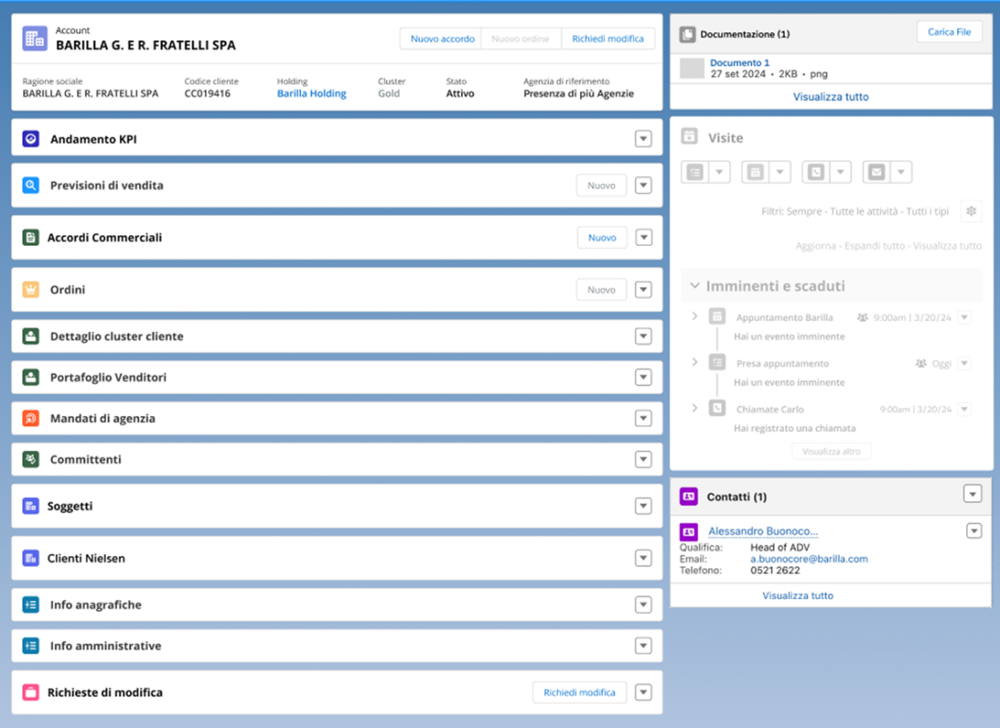 Account
BARILLA G. E R. FRATELLI SPA
Nuovo accordo
Nuovo ordine
Richiedi modifica
Ragione sociale
BARILLA G. E R. FRATELLI SPA
Codice cliente
CC019416
Holding
Barilla Holding
Cluster
Gold
Stato
Attivo
Agenzia di riferimento
Presenza di più Agenzie
Andamento KPI
Previsioni di vendita
Nuovo
Accordi Commerciali
Nuovo
Ordini
Nuovo
Dettaglio cluster cliente
Portafoglio Venditori
Mandati di agenzia
Committenti
Soggetti
Clienti Nielsen
Info anagrafiche
Info amministrative
Richieste di modifica
Richiedi modifica
Documentazione (1)
Carica File
Documento 1
27 set 2024 • 2KB • png
Visualizza tutto
Visite
Filtri: Sempre - Tutte le attività - Tutti i tipi
Aggiorna - Espandi tutto - Visualizza tutto
Imminenti e scaduti
Appuntamento Barilla 9:00am | 3/20/24
Hai un evento imminente
Presa appuntamento Oggi
Hai un evento imminente
Chiamate Carlo 9:00am | 3/20/24
Hai registrato una chiamata
Visualizza altro
Contatti (1)
Alessandro Buonoco...
Qualifica: Head of ADV
Email: a.buonocore@barilla.com
Telefono: 0521 2622
Visualizza tutto